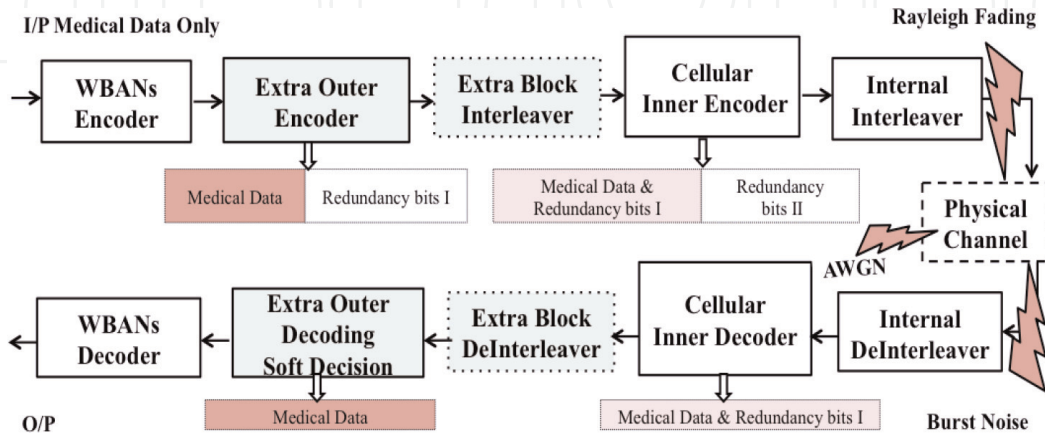 I/P Medical Data Only
Rayleigh Fading
WBANs
Encoder
Extra Outer
Encoder
Extra Block
Interleaver
Cellular
Inner Encoder
Internal
Interleaver
Medical Data
Redundancy bits I
Medical Data &
Redundancy bits I
Redundancy
bits II
Physical
Channel
AWGN
WBANs
Decoder
Extra Outer
Decoding
Soft Decision
Extra Block
DeInterleaver
Cellular
Inner Decoder
Internal
DeInterleaver
Medical Data
Medical Data & Redundancy bits I
O/P
Burst Noise